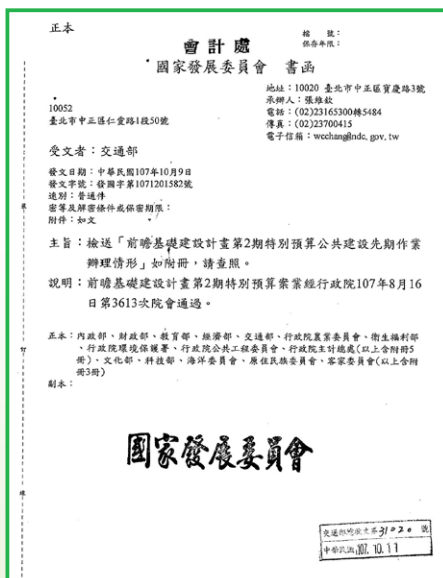 正本
檔　號：
保存年限：
會計處
國家發展委員會　書函
地址：10020 臺北市中正區寶慶路3號
承辦人：張維欽
電話：(02)23165300轉5484
傳真：(02)23700415
電子信箱：wcchang@ndc.gov.tw
10052
臺北市中正區仁愛路1段50號
受文者：交通部
發文日期：中華民國107年10月9日
發文字號：發國字第1071201582號
速別：普通件
密等及解密條件或保密期限：
附件：如文
主旨：檢送「前瞻基礎建設計畫第2期特別預算公共建設先期作業
辦理情形」如附冊，請查照。
說明：前瞻基礎建設計畫第2期特別預算案業經行政院107年8月16
日第3613次院會通過。
正本：內政部、財政部、教育部、經濟部、交通部、行政院農業委員會、衛生福利部
、行政院環境保護署、行政院公共工程委員會、行政院主計總處(以上含附冊5
冊)、文化部、科技部、海洋委員會、原住民族委員會、客家委員會(以上含附
冊3冊)
副本：
裝
訂
線
國家發展委員會
交通部總收文第31020 號
中華民國107.10.11